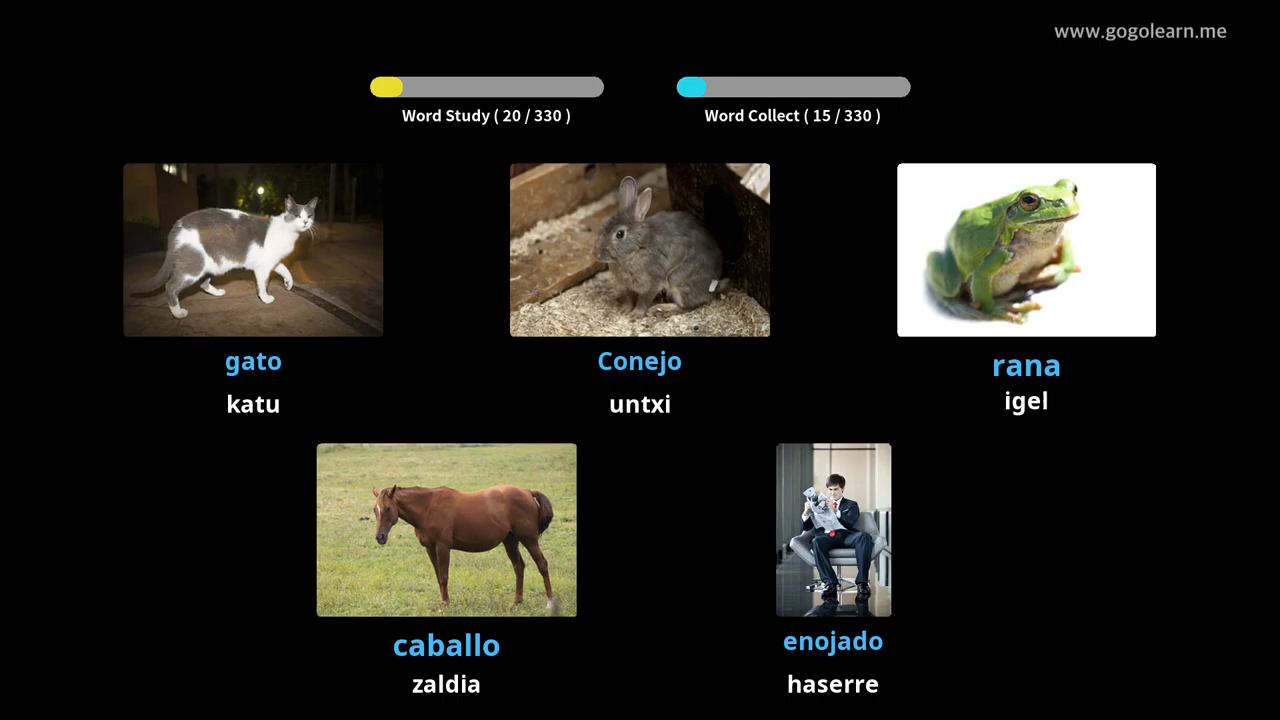 www.gogolearn.me
Word Study ( 20 / 330 )
Word Collect ( 15 / 330 )
gato
katu
Conejo
untxi
rana
igel
caballo
zaldia
enojado
haserre